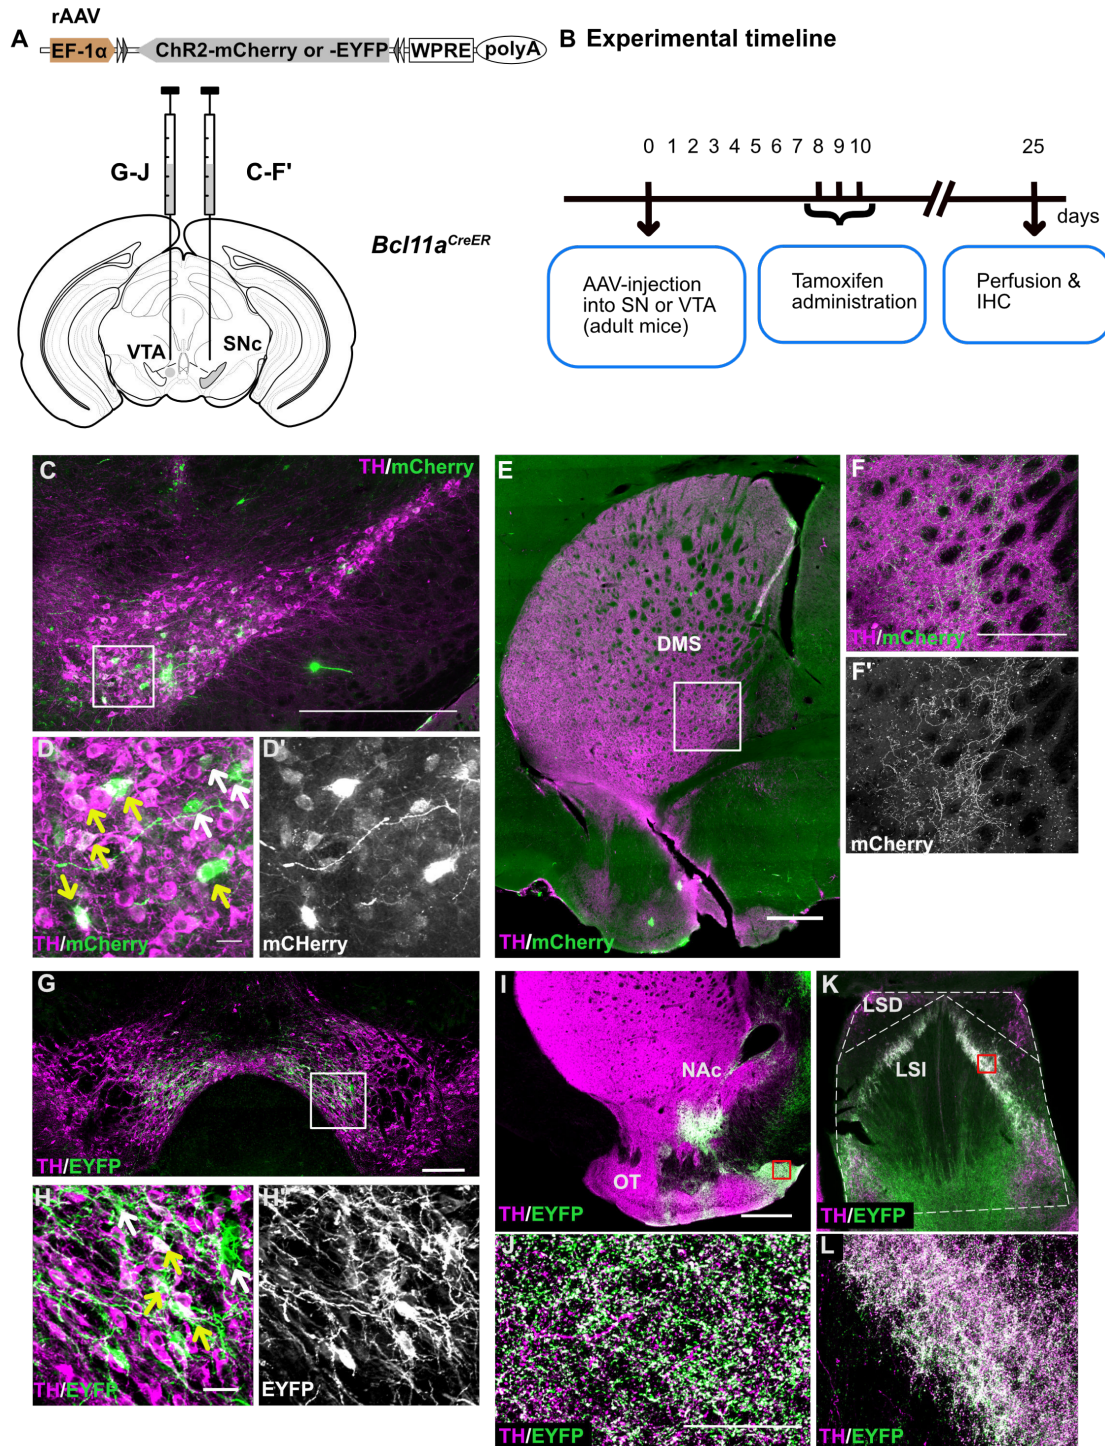 rAAV
A
EF-1α
ChR2-mCherry or -EYFP
WPRE
polyA
G-J
C-F'
Bcl11aCreER
VTA
SNc
B Experimental timeline
0 1 2 3 4 5 6 7 8 9 10 25
days
AAV-injection
into SN or VTA
(adult mice)
Tamoxifen
administration
Perfusion &
IHC
C
TH/mCherry
D
TH/mCherry
D'
mCHerry
E
DMS
TH/mCherry
F
TH/mCherry
F'
mCherry
G
TH/EYFP
H
TH/EYFP
H'
EYFP
I
NAc
OT
TH/EYFP
J
TH/EYFP
K
LSD
LSI
TH/EYFP
L
TH/EYFP